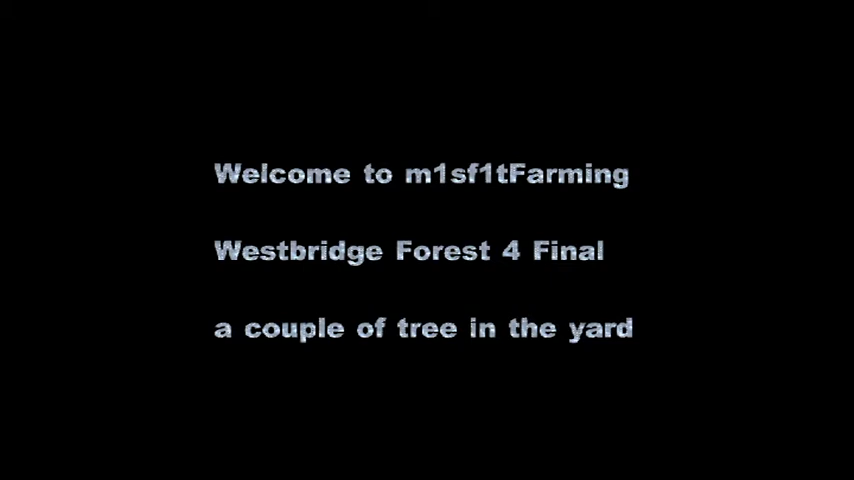 Welcome to m1sf1tFarming
Westbridge Forest 4 Final
a couple of tree in the yard